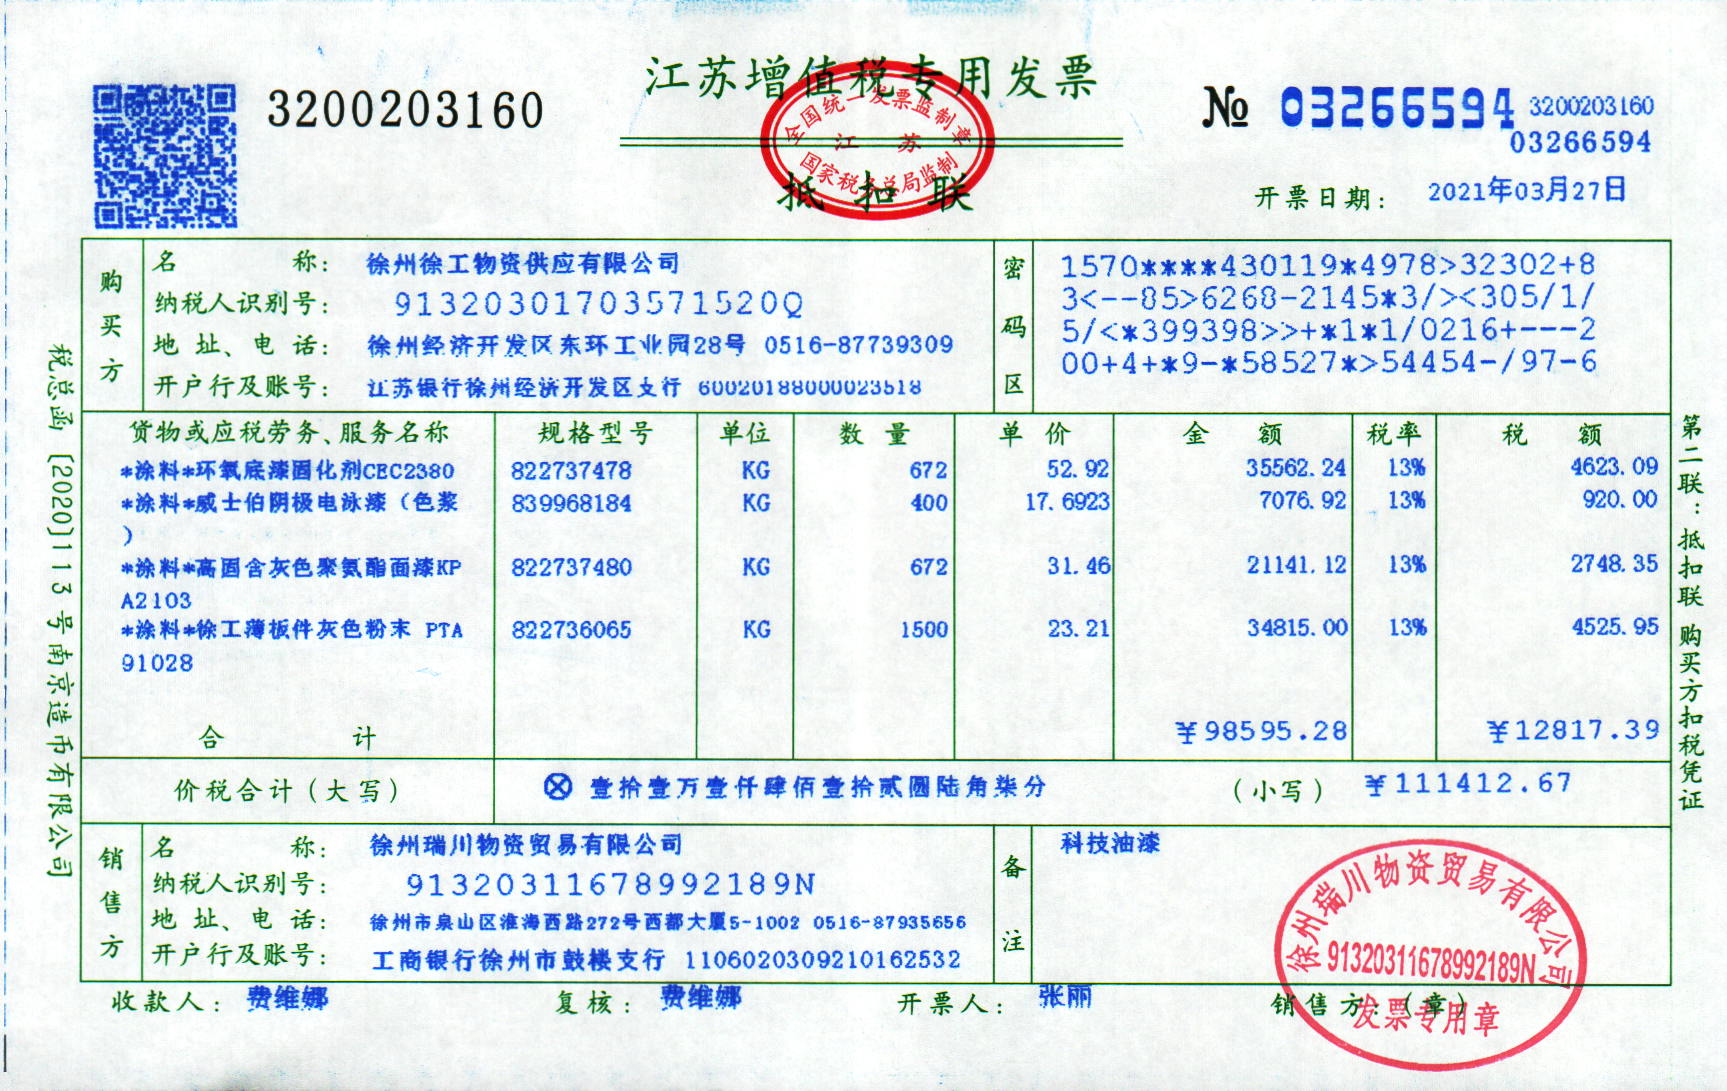 江苏增值税专用发票
3200203160
№ 03266594 3200203160
03266594
全国统一发票监制章
江苏
国家税务总局监制
抵扣联
开票日期: 2021年03月27日
购买方
名称: 徐州徐工物资供应有限公司
纳税人识别号: 91320301703571520Q
地址、电话: 徐州经济开发区东环工业园28号 0516-87739309
开户行及账号: 江苏银行徐州经济开发区支行 60020188000023518
密码区
1570****430119*4978>32302+8
3<--85>6268-2145*3/><305/1/
5/<*399398>>+*1*1/0216+---2
00+4+*9-*58527*>54454-/97-6
货物或应税劳务、服务名称 规格型号 单位 数量 单价 金额 税率 税额
*涂料*环氧底漆固化剂CEC2380 822737478 KG 672 52.92 35562.24 13% 4623.09
*涂料*威士伯阴极电泳漆（色浆 839968184 KG 400 17.6923 7076.92 13% 920.00
）
*涂料*高固含灰色聚氨酯面漆KP 822737480 KG 672 31.46 21141.12 13% 2748.35
A2103
*涂料*徐工薄板件灰色粉末 PTA 822736065 KG 1500 23.21 34815.00 13% 4525.95
91028
合计 ￥98595.28 ￥12817.39
价税合计(大写) ⊗ 壹拾壹万壹仟肆佰壹拾贰圆陆角柒分 (小写) ￥111412.67
销售方
名称: 徐州瑞川物资贸易有限公司
纳税人识别号: 91320311678992189N
地址、电话: 徐州市泉山区淮海西路272号西都大厦5-1002 0516-87935656
开户行及账号: 工商银行徐州市鼓楼支行 1106020309210162532
备注
科技油漆
收款人: 费维娜 复核: 费维娜 开票人: 张丽 销售方:(章)
徐州瑞川物资贸易有限公司
91320311678992189N
发票专用章
税总函[2020]113号南京造币有限公司
第二联:抵扣联 购买方扣税凭证